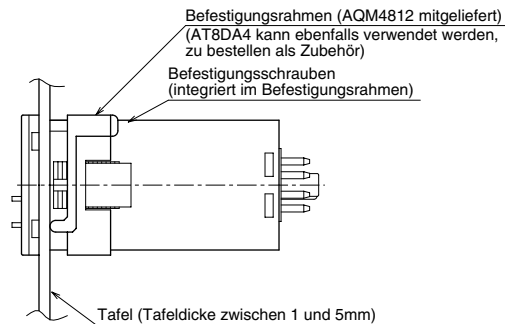 Befestigungsrahmen (AQM4812 mitgeliefert)
(AT8DA4 kann ebenfalls verwendet werden,
zu bestellen als Zubehör)
Befestigungsschrauben
(integriert im Befestigungsrahmen)
Tafel (Tafeldicke zwischen 1 und 5mm)